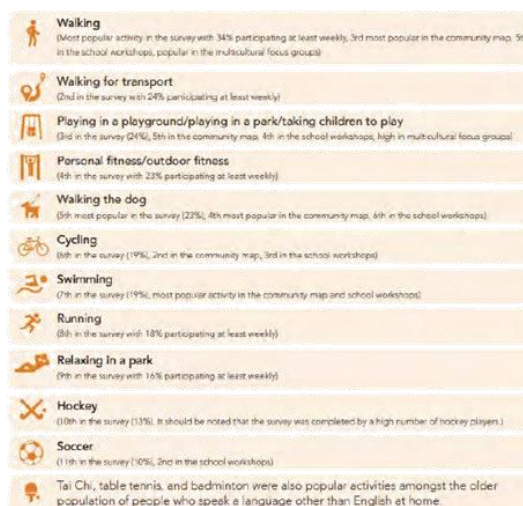 Walking
(Most popular activity in the survey with 34% participating at least weekly, 3rd most popular in the community map,
in the school workshops, popular in the multicultural focus groups)
Walking for transport
(2nd in the survey with 24% participating at least weekly)
Playing in a playground/playing in a park/taking children to play
(3rd in the survey (24%), 5th in the community map, 4th in the school workshops, high in multicultural focus groups)
Personal fitness/outdoor fitness
(4th in the survey with 23% participating at least weekly)
Walking the dog
(5th most popular in the survey (23%), 4th most popular in the community map, 6th in the school workshops)
Cycling
(6th in the survey (19%), 2nd in the community map, 3rd in the school workshops)
Swimming
(7th in the survey (19%), most popular activity in the community map and school workshops)
Running
(8th in the survey with 18% participating at least weekly)
Relaxing in a park
(9th in the survey with 16% participating at least weekly)
Hockey
(10th in the survey (13%). It should be noted that the survey was completed by a high number of hockey players.)
Soccer
(11th in the survey (10%), 2nd in the school workshops)
Tai Chi, table tennis, and badminton were also popular activities amongst the older
population of people who speak a language other than English at home.